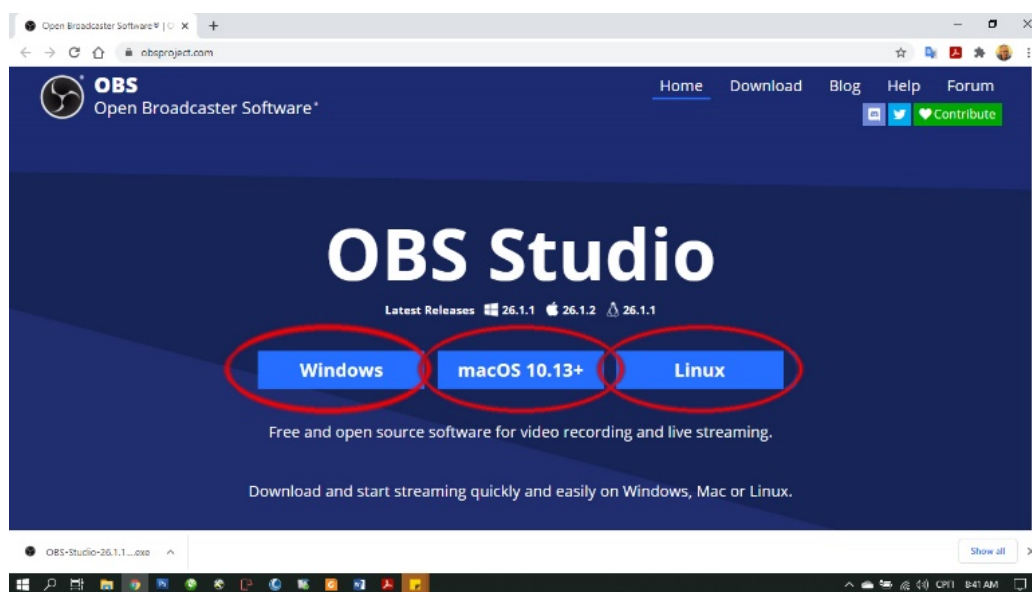 Open Broadcaster Software® | O
obsproject.com
OBS
Open Broadcaster Software®
Home Download Blog Help Forum
Contribute
OBS Studio
Latest Releases 26.1.1 26.1.2 26.1.1
Windows macOS 10.13+ Linux
Free and open source software for video recording and live streaming.
Download and start streaming quickly and easily on Windows, Mac or Linux.
OBS-Studio-26.1.1....exe
Show all
СРП 8:41 AM